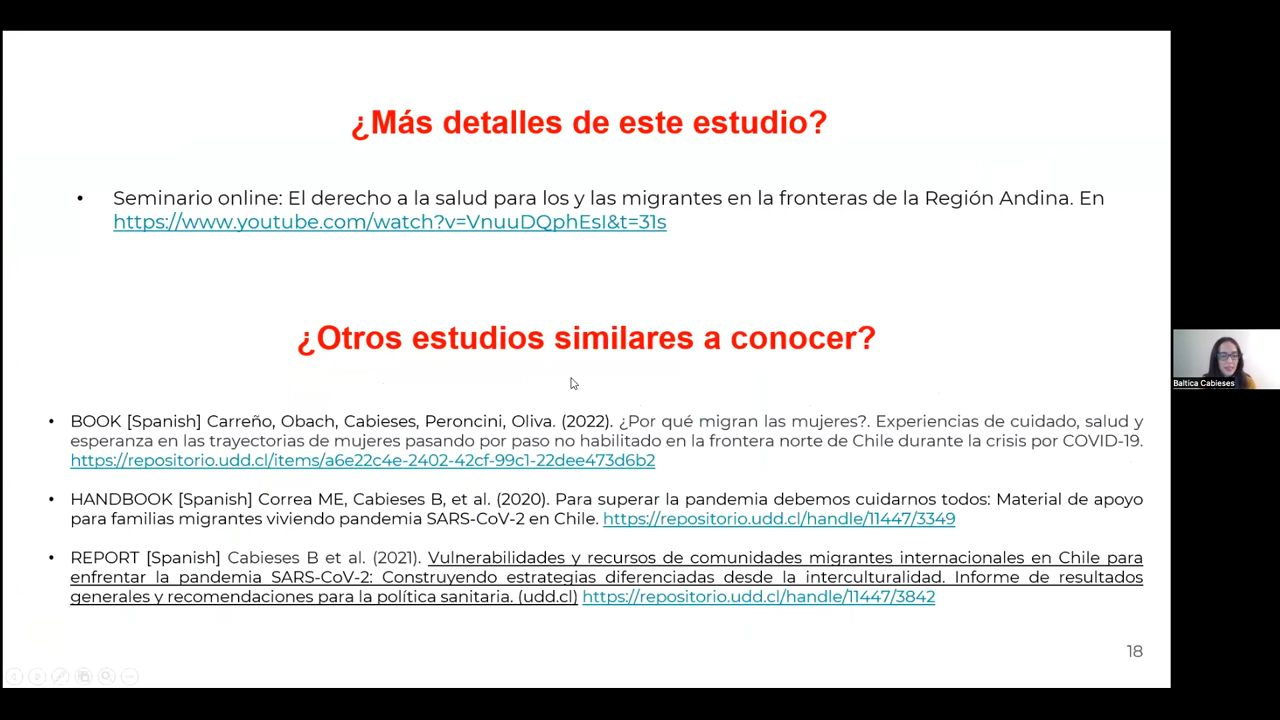 ¿Más detalles de este estudio?
• Seminario online: El derecho a la salud para los y las migrantes en la fronteras de la Región Andina. En
https://www.youtube.com/watch?v=VnuuDQphEsI&t=31s
¿Otros estudios similares a conocer?
• BOOK [Spanish] Carreño, Obach, Cabieses, Peroncini, Oliva. (2022). ¿Por qué migran las mujeres?. Experiencias de cuidado, salud y
esperanza en las trayectorias de mujeres pasando por paso no habilitado en la frontera norte de Chile durante la crisis por COVID-19.
https://repositorio.udd.cl/items/a6e22c4e-2402-42cf-99c1-22dee473d6b2
• HANDBOOK [Spanish] Correa ME, Cabieses B, et al. (2020). Para superar la pandemia debemos cuidarnos todos: Material de apoyo
para familias migrantes viviendo pandemia SARS-CoV-2 en Chile. https://repositorio.udd.cl/handle/11447/3349
• REPORT [Spanish] Cabieses B et al. (2021). Vulnerabilidades y recursos de comunidades migrantes internacionales en Chile para
enfrentar la pandemia SARS-CoV-2: Construyendo estrategias diferenciadas desde la interculturalidad. Informe de resultados
generales y recomendaciones para la política sanitaria. (udd.cl) https://repositorio.udd.cl/handle/11447/3842
18
Baltica Cabieses